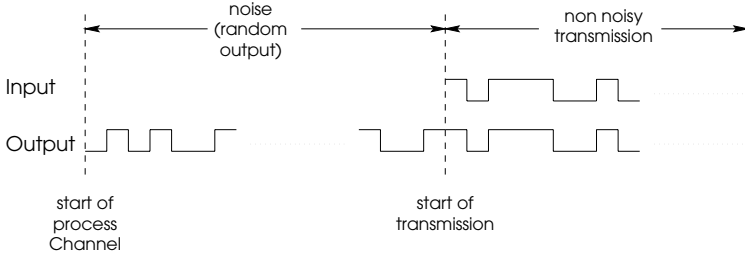 noise
(random
output)
non noisy
transmission
Input
Output
start of
process
Channel
start of
transmission